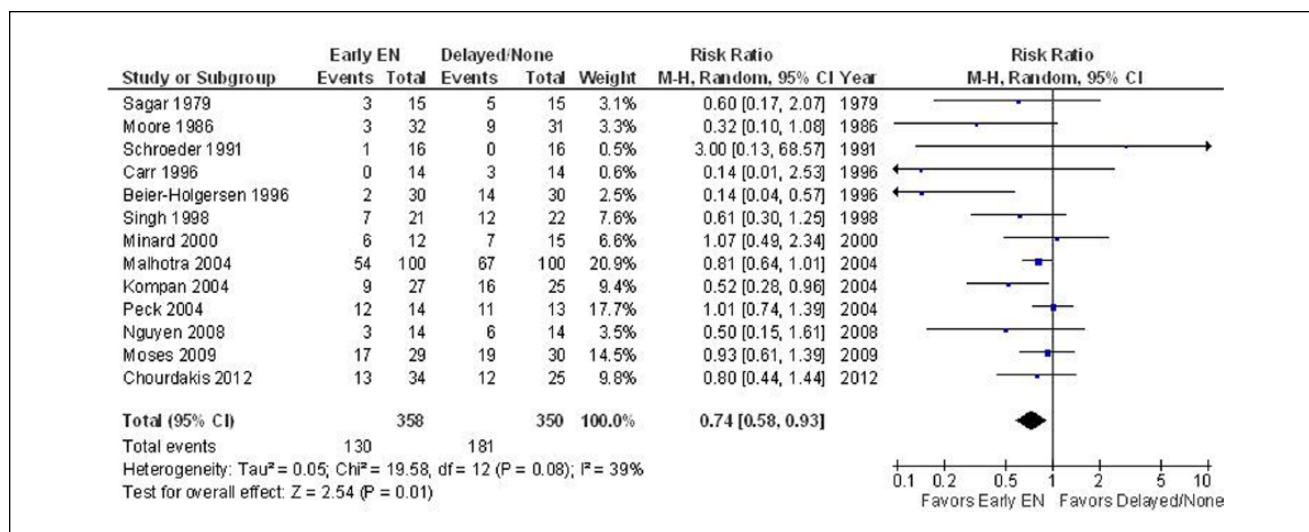 Early EN Delayed/None Risk Ratio Risk Ratio
Study or Subgroup Events Total Events Total Weight M-H, Random, 95% CI Year M-H, Random, 95% CI
Sagar 1979 3 15 5 15 3.1% 0.60 [0.17, 2.07] 1979
Moore 1986 3 32 9 31 3.3% 0.32 [0.10, 1.08] 1986
Schroeder 1991 1 16 0 16 0.5% 3.00 [0.13, 68.57] 1991
Carr 1996 0 14 3 14 0.6% 0.14 [0.01, 2.53] 1996
Beier-Holgersen 1996 2 30 14 30 2.5% 0.14 [0.04, 0.57] 1996
Singh 1998 7 21 12 22 7.6% 0.61 [0.30, 1.25] 1998
Minard 2000 6 12 7 15 6.6% 1.07 [0.49, 2.34] 2000
Malhotra 2004 54 100 67 100 20.9% 0.81 [0.64, 1.01] 2004
Kompan 2004 9 27 16 25 9.4% 0.52 [0.28, 0.96] 2004
Peck 2004 12 14 11 13 17.7% 1.01 [0.74, 1.39] 2004
Nguyen 2008 3 14 6 14 3.5% 0.50 [0.15, 1.61] 2008
Moses 2009 17 29 19 30 14.5% 0.93 [0.61, 1.39] 2009
Chourdakis 2012 13 34 12 25 9.8% 0.80 [0.44, 1.44] 2012
Total (95% CI) 358 350 100.0% 0.74 [0.58, 0.93]
Total events 130 181
Heterogeneity: Tau² = 0.05; Chi² = 19.58, df = 12 (P = 0.08); I² = 39%
Test for overall effect: Z = 2.54 (P = 0.01)
0.1 0.2 0.5 1 2 5 10
Favors Early EN Favors Delayed/None